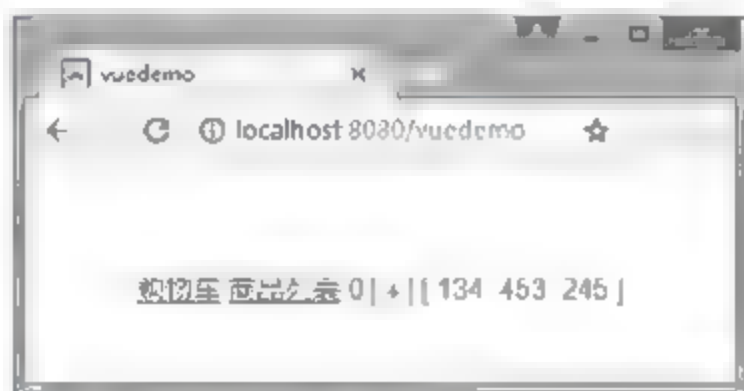 vuedemo
localhost:8080/vuedemo
购物车 商品列表 0 | + | [ 134 453 245 ]